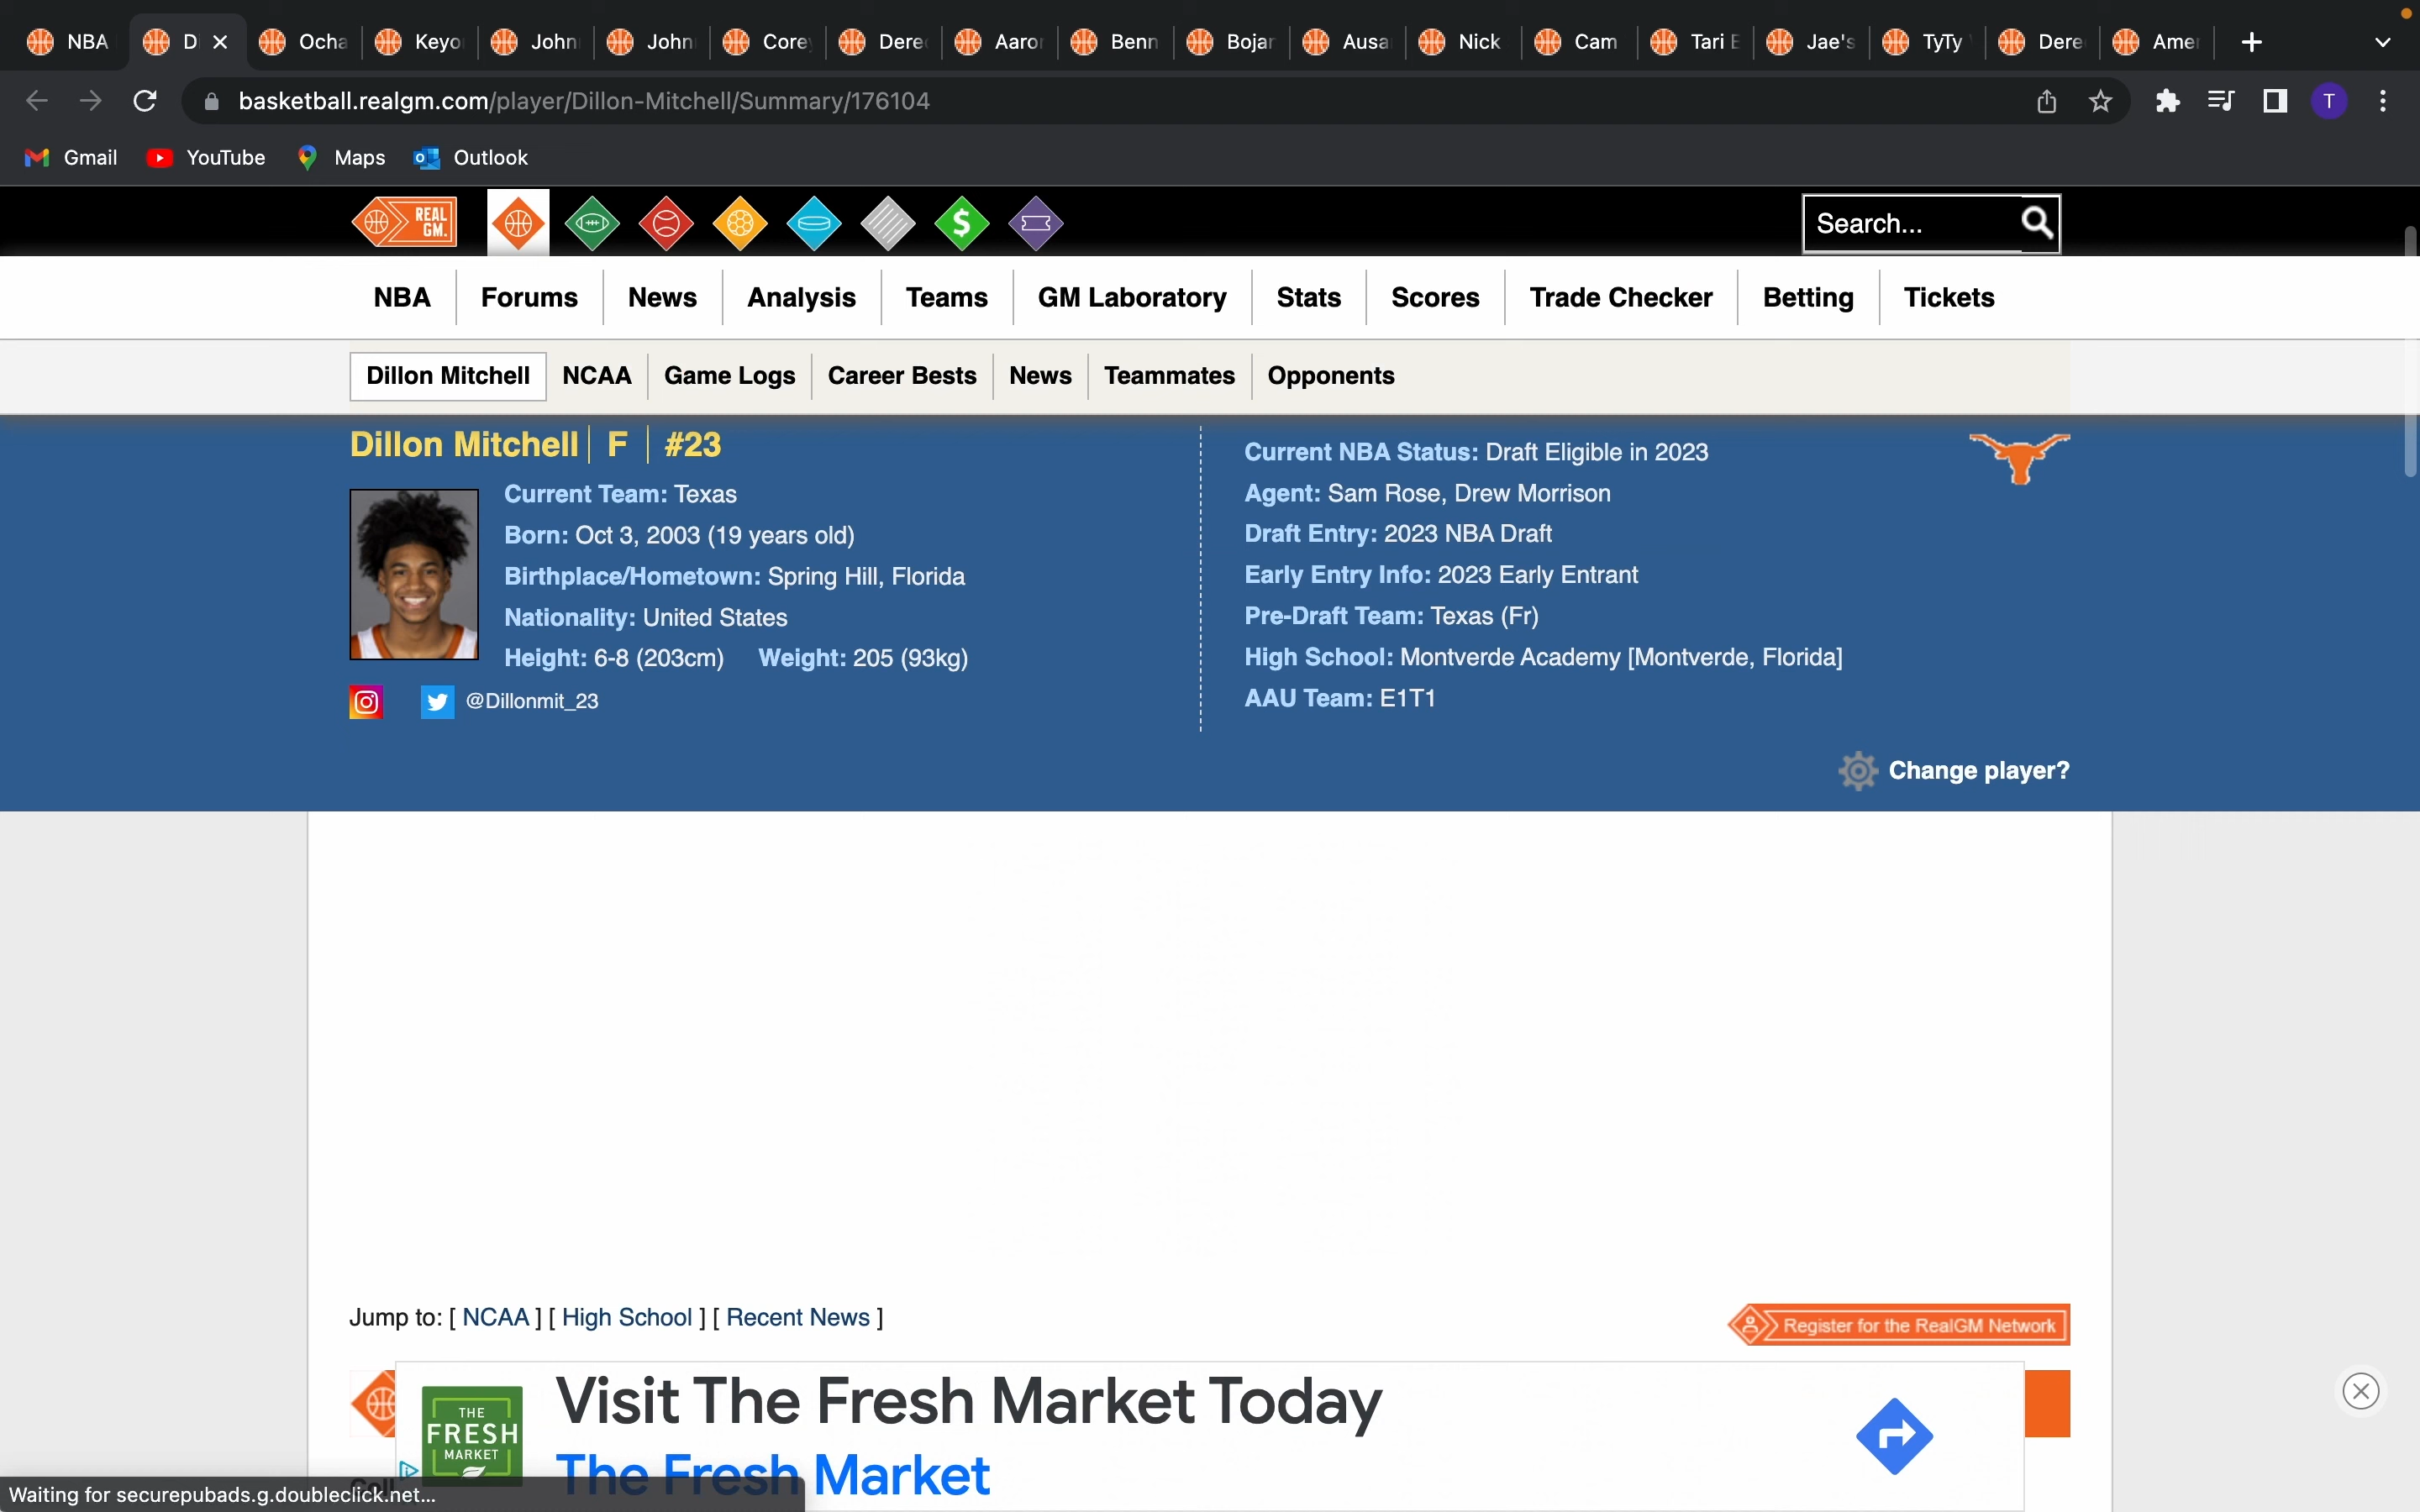 NBA D Ocha Keyo John John Core Dere Aaro Benn Boja Ausa Nick Cam Tari E Jae's TyTy Dere Ame
basketball.realgm.com/player/Dillon-Mitchell/Summary/176104
T
Gmail YouTube Maps Outlook
REAL GM. $ Search...
NBA Forums News Analysis Teams GM Laboratory Stats Scores Trade Checker Betting Tickets
Dillon Mitchell NCAA Game Logs Career Bests News Teammates Opponents
Dillon Mitchell F #23
Current Team: Texas
Born: Oct 3, 2003 (19 years old)
Birthplace/Hometown: Spring Hill, Florida
Nationality: United States
Height: 6-8 (203cm) Weight: 205 (93kg)
@Dillonmit_23
Current NBA Status: Draft Eligible in 2023
Agent: Sam Rose, Drew Morrison
Draft Entry: 2023 NBA Draft
Early Entry Info: 2023 Early Entrant
Pre-Draft Team: Texas (Fr)
High School: Montverde Academy [Montverde, Florida]
AAU Team: E1T1
Change player?
Jump to: [ NCAA ] [ High School ] [ Recent News ]
Register for the RealGM Network
THE
FRESH
MARKET
Visit The Fresh Market Today
The Fresh Market
Waiting for securepubads.g.doubleclick.net...